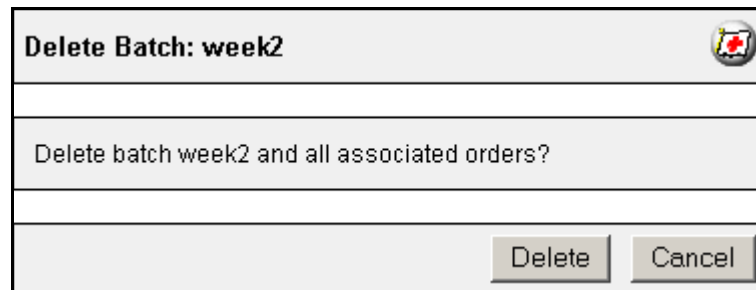 Delete Batch: week2
Delete batch week2 and all associated orders?
Delete Cancel